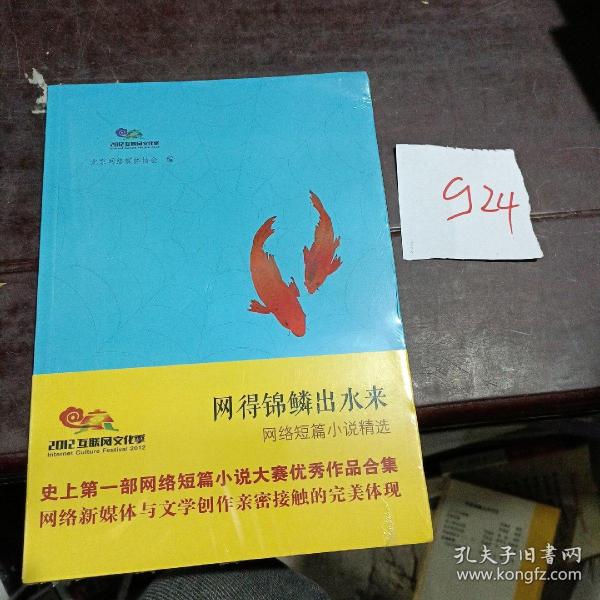 2012互联网文化季
北京网络媒体协会 编
924
网得锦鳞出水来
网络短篇小说精选
2012互联网文化季
Internet Culture Festival 2012
史上第一部网络短篇小说大赛优秀作品合集
网络新媒体与文学创作亲密接触的完美体现
孔夫子旧书网
www.kongfz.com